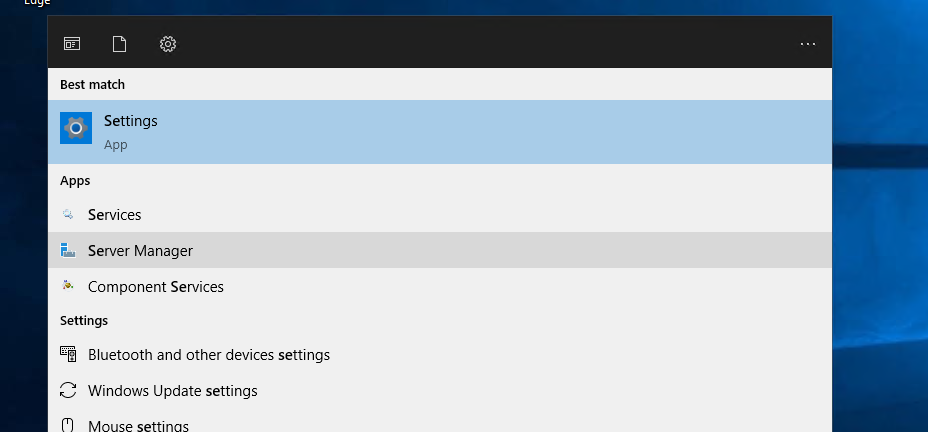 Edge
Best match
Settings
App
Apps
Services
Server Manager
Component Services
Settings
Bluetooth and other devices settings
Windows Update settings
Mouse settings